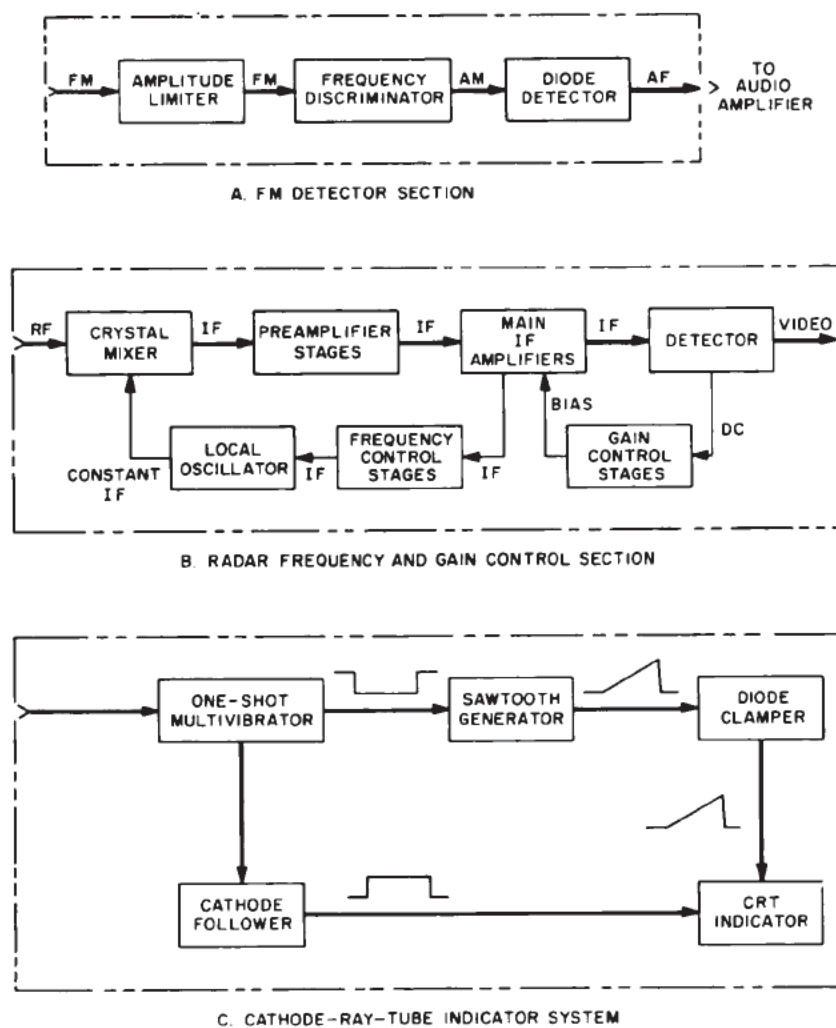 FM
AMPLITUDE
LIMITER
FM
FREQUENCY
DISCRIMINATOR
AM
DIODE
DETECTOR
AF
TO
AUDIO
AMPLIFIER
A. FM DETECTOR SECTION
RF
CRYSTAL
MIXER
IF
PREAMPLIFIER
STAGES
IF
MAIN
IF
AMPLIFIERS
IF
DETECTOR
VIDEO
CONSTANT
IF
LOCAL
OSCILLATOR
IF
FREQUENCY
CONTROL
STAGES
IF
BIAS
GAIN
CONTROL
STAGES
DC
B. RADAR FREQUENCY AND GAIN CONTROL SECTION
ONE-SHOT
MULTIVIBRATOR
SAWTOOTH
GENERATOR
DIODE
CLAMPER
CATHODE
FOLLOWER
CRT
INDICATOR
C. CATHODE-RAY-TUBE INDICATOR SYSTEM